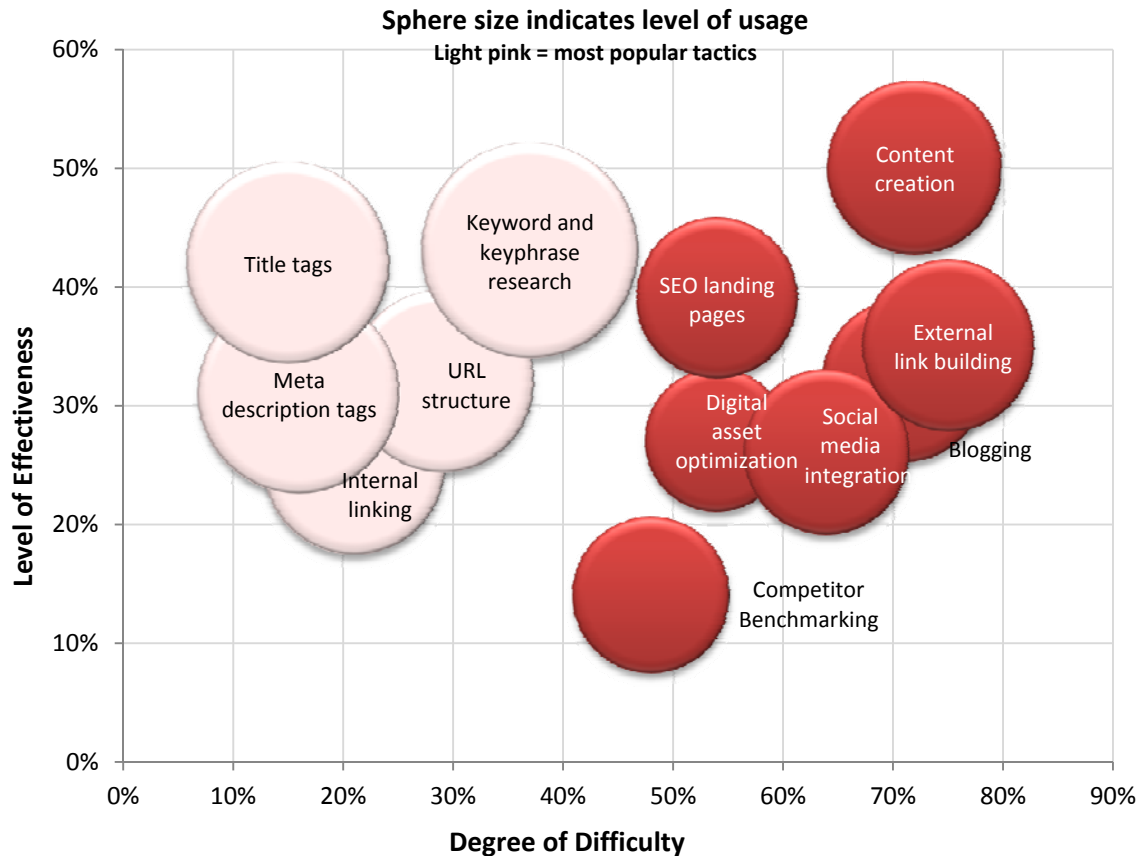 Sphere size indicates level of usage
Light pink = most popular tactics
60%
50%
40%
30%
20%
10%
0%
Level of Effectiveness
Content
creation
Keyword and
keyphrase
research
Title tags
SEO landing
pages
External
link building
URL
structure
Meta
description tags
Digital
asset
optimization
Social
media
integration
Blogging
Internal
linking
Competitor
Benchmarking
0%
10%
20%
30%
40%
50%
60%
70%
80%
90%
Degree of Difficulty